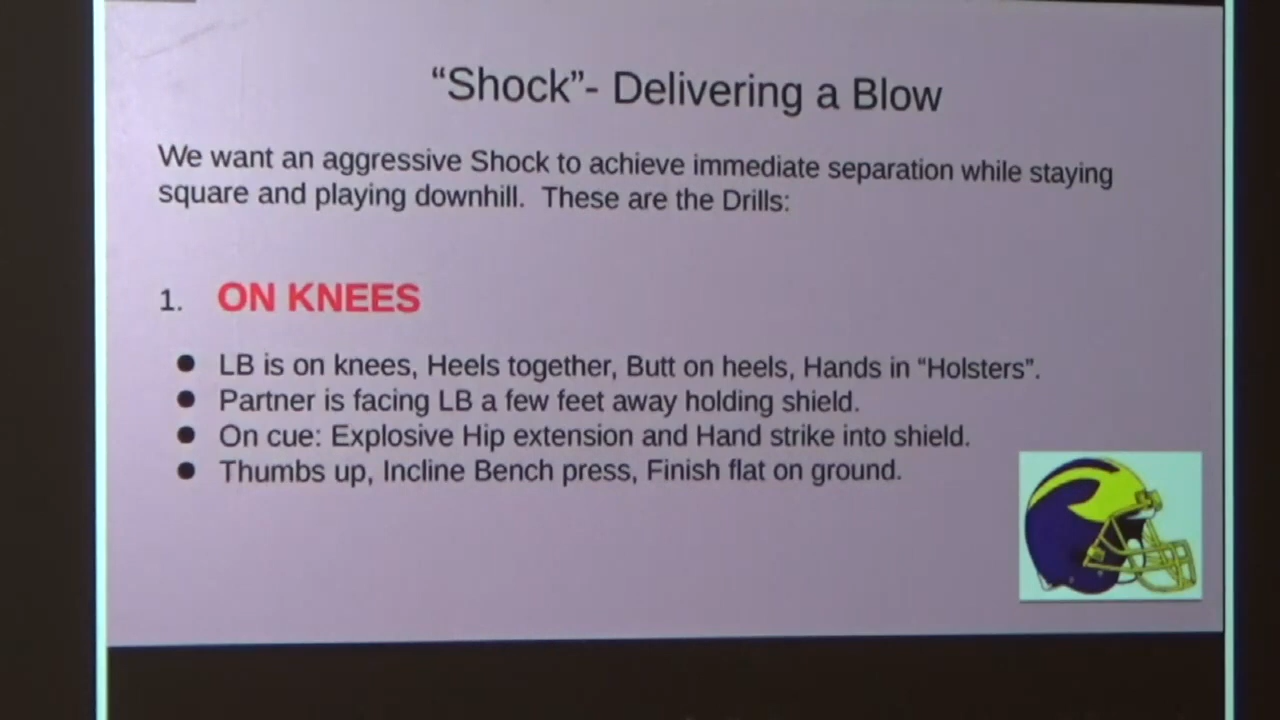 “Shock”- Delivering a Blow
We want an aggressive Shock to achieve immediate separation while staying
square and playing downhill.  These are the Drills:
1. ON KNEES
● LB is on knees, Heels together, Butt on heels, Hands in “Holsters”.
● Partner is facing LB a few feet away holding shield.
● On cue: Explosive Hip extension and Hand strike into shield.
● Thumbs up, Incline Bench press, Finish flat on ground.